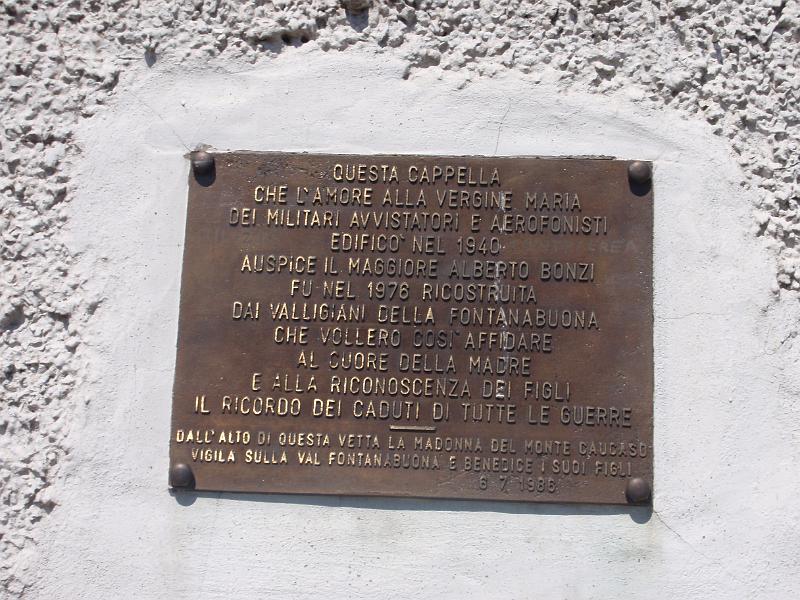 QUESTA CAPPELLA
CHE L'AMORE ALLA VERGINE MARIA
DEI MILITARI AVVISTATORI E AEROFONISTI
EDIFICO' NEL 1940
AUSPICE IL MAGGIORE ALBERTO BONZI
FU NEL 1976 RICOSTRUITA
DAI VALLIGIANI DELLA FONTANABUONA
CHE VOLLERO COSI' AFFIDARE
AL CUORE DELLA MADRE
E ALLA RICONOSCENZA DEI FIGLI
IL RICORDO DEI CADUTI DI TUTTE LE GUERRE
DALL'ALTO DI QUESTA VETTA LA MADONNA DEL MONTE CAUCASO
VIGILA SULLA VAL FONTANABUONA E BENEDICE I SUOI FIGLI
6 7 1986